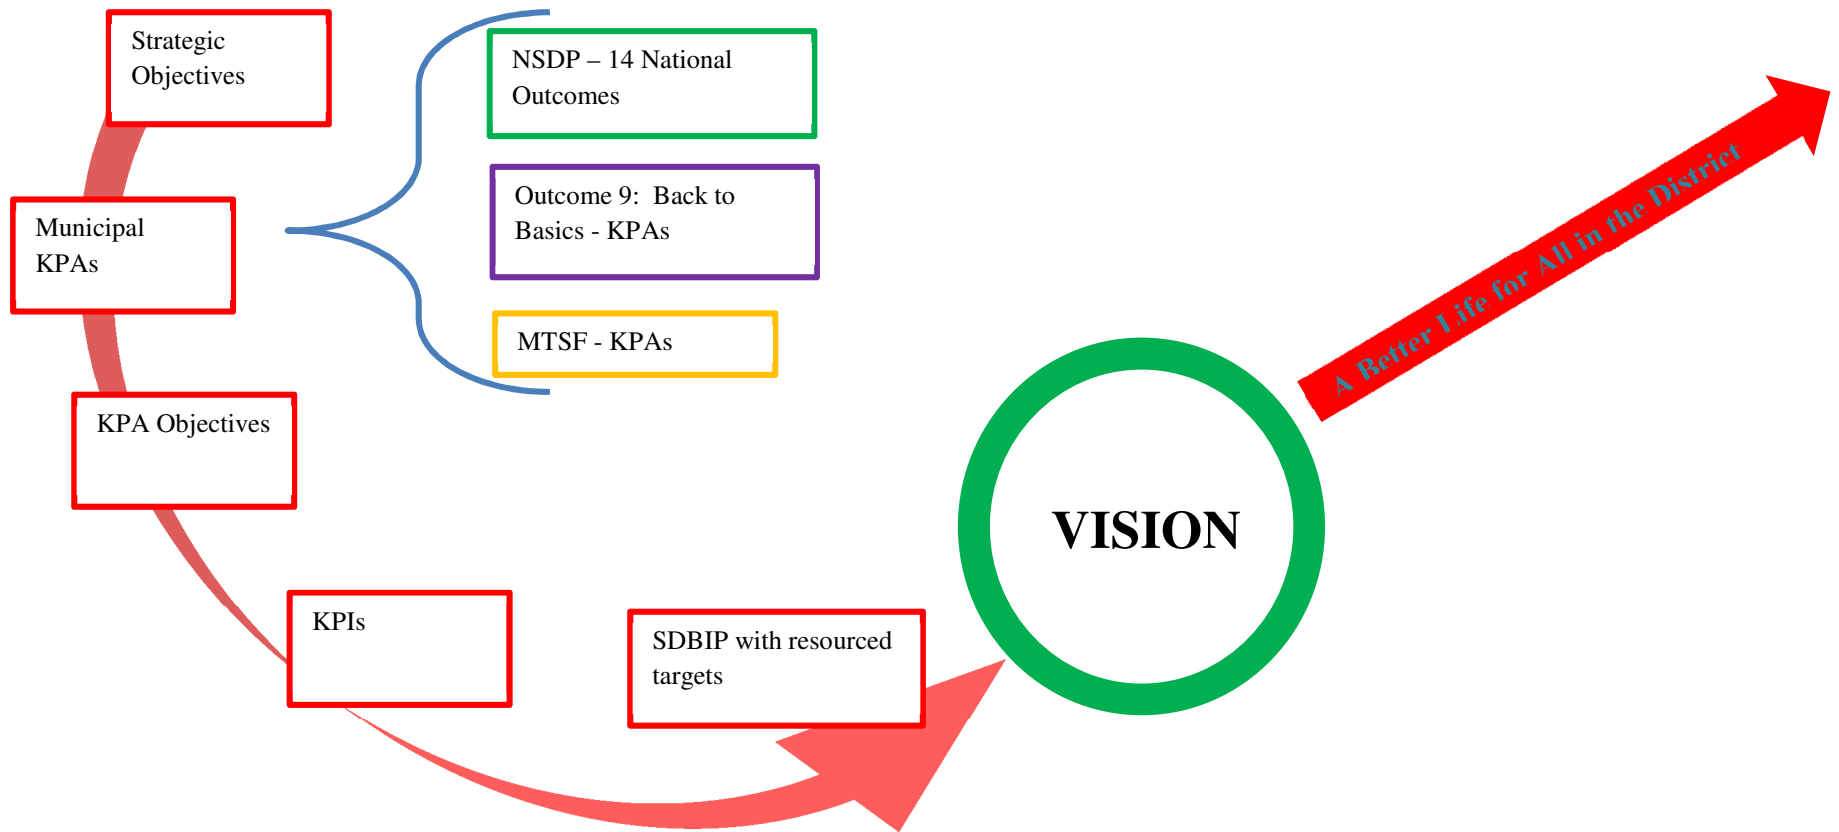 Strategic
Objectives
NSDP – 14 National
Outcomes
Municipal
KPAs
Outcome 9:  Back to
Basics - KPAs
MTSF - KPAs
KPA Objectives
KPIs
SDBIP with resourced
targets
VISION
A Better Life for All in the District